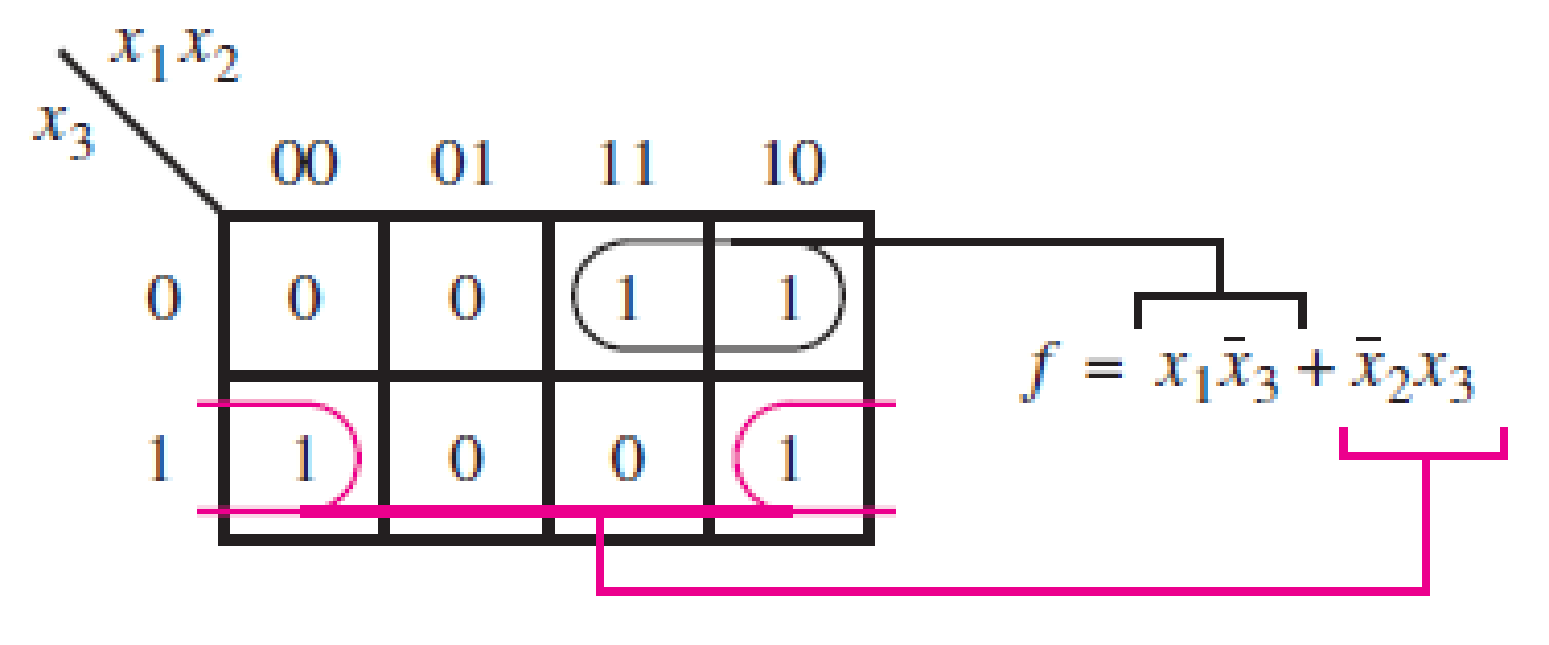 x₁x₂
x₃
00 01 11 10
0 0 0 1 1
f = x₁x̄₃ + x̄₂x₃
1 1 0 0 1